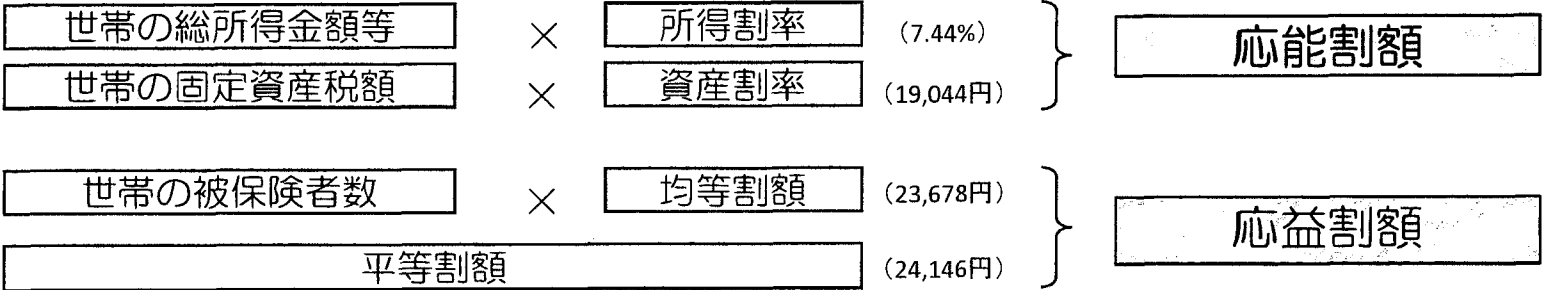 世帯の総所得金額等 × 所得割率 （7.44%）
応能割額
世帯の固定資産税額 × 資産割率 （19,044円）
世帯の被保険者数 × 均等割額 （23,678円）
応益割額
平等割額 （24,146円）